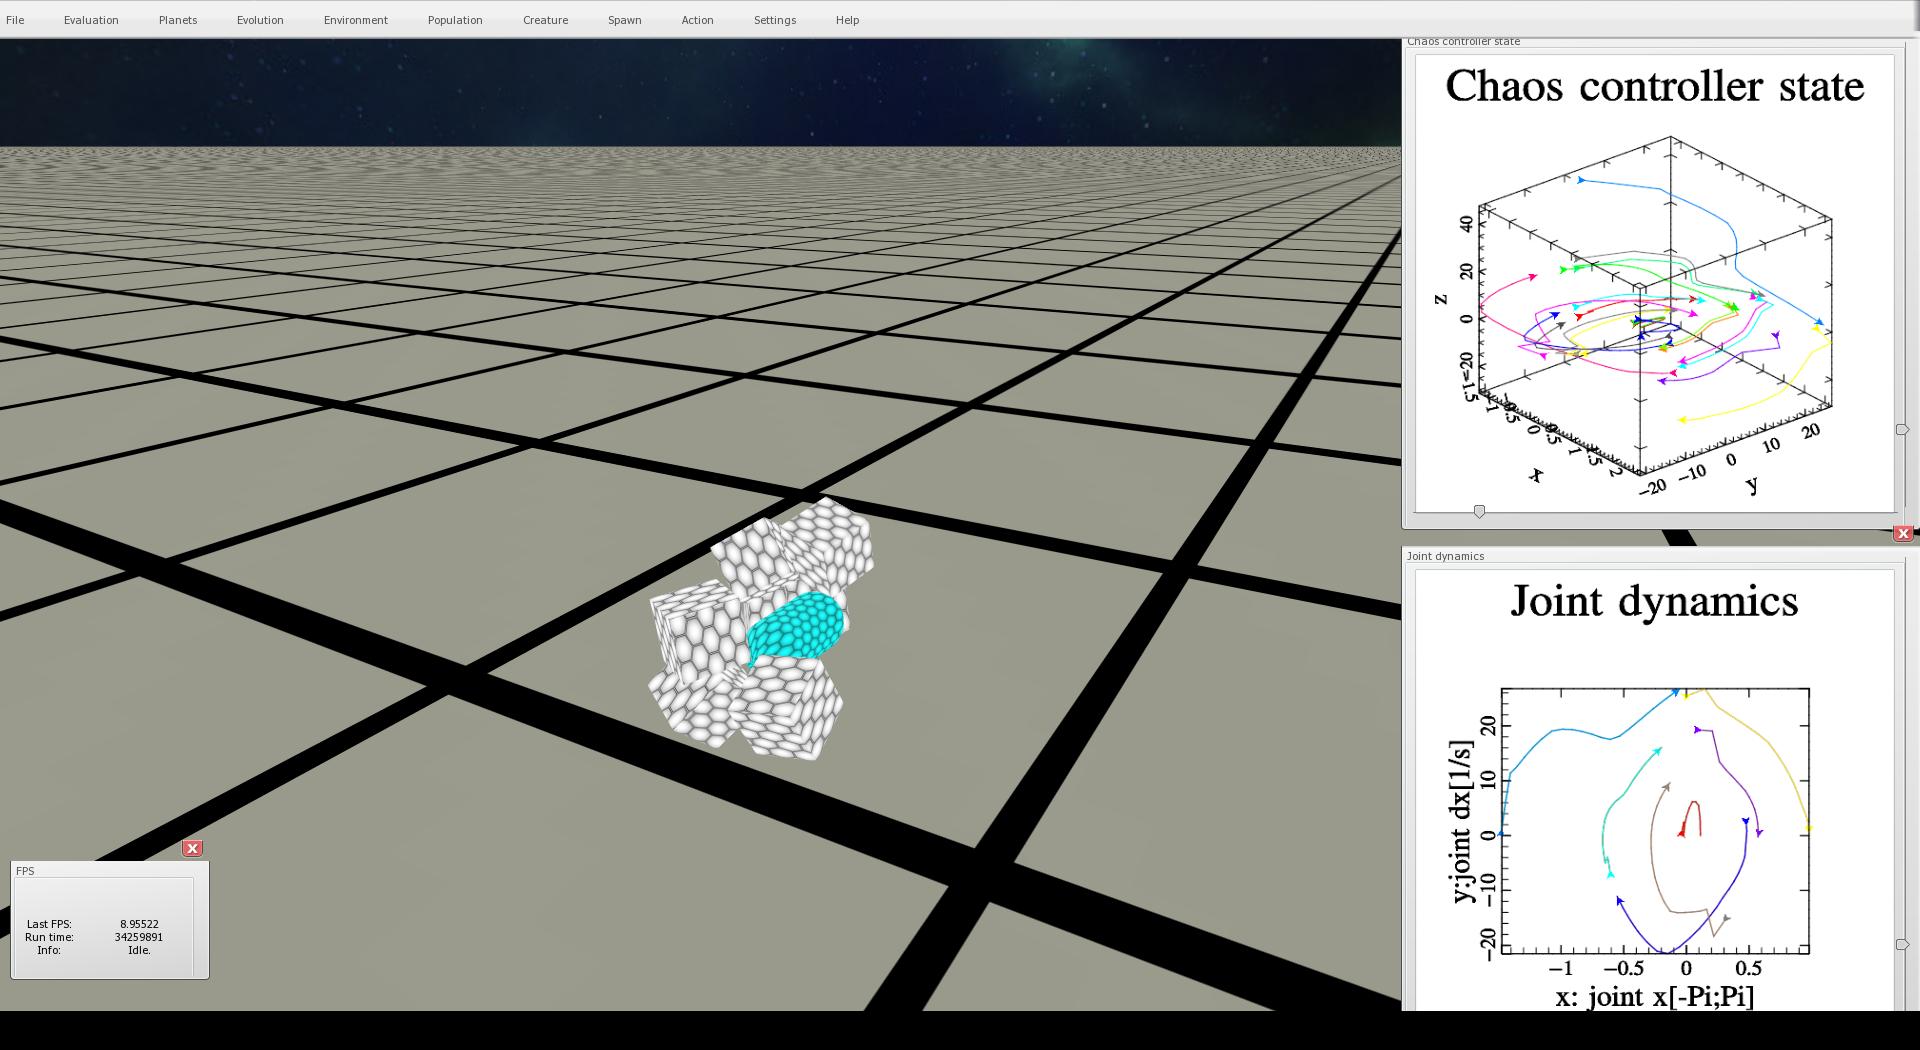 File Evaluation Planets Evolution Environment Population Creature Spawn Action Settings Help
Chaos controller state
Chaos controller state
40
20
0
−20
z
−1.5
−1
−0.5
0
0.5
1
1.5
2
x
−20
−10
0
10
20
y
Joint dynamics
Joint dynamics
20
10
0
−10
−20
y:joint dx[1/s]
−1 −0.5 0 0.5
x: joint x[-Pi;Pi]
FPS
Last FPS: 8.95522
Run time: 34259891
Info: Idle.